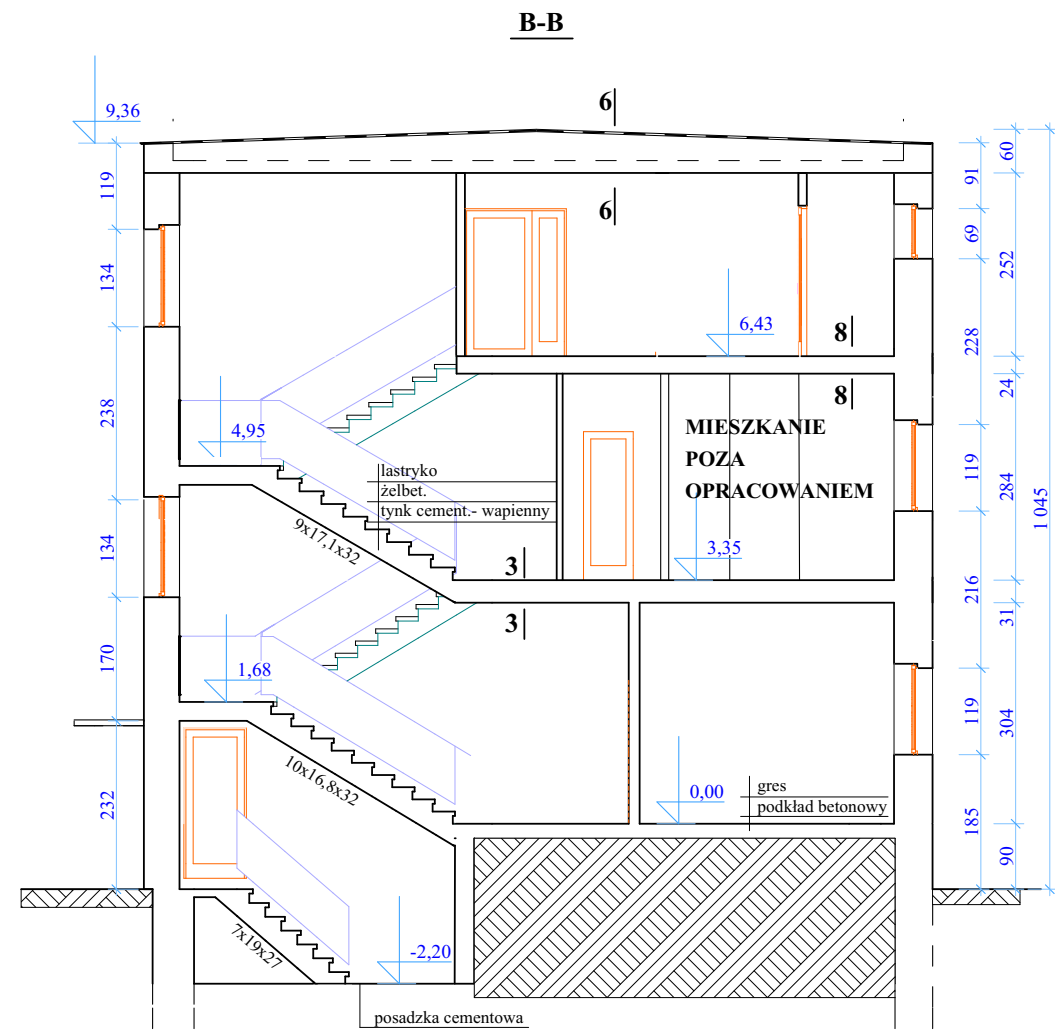 B-B
9,36
6
6
119
134
238
134
170
232
91
69
228
119
216
119
185
60
252
24
284
31
304
90
1 045
6,43
8
8
4,95
MIESZKANIE
POZA
OPRACOWANIEM
lastryko
żelbet.
tynk cement.- wapienny
9x17,1x32
3,35
3
3
1,68
10x16,8x32
0,00
gres
podkład betonowy
7x19x27
-2,20
posadzka cementowa